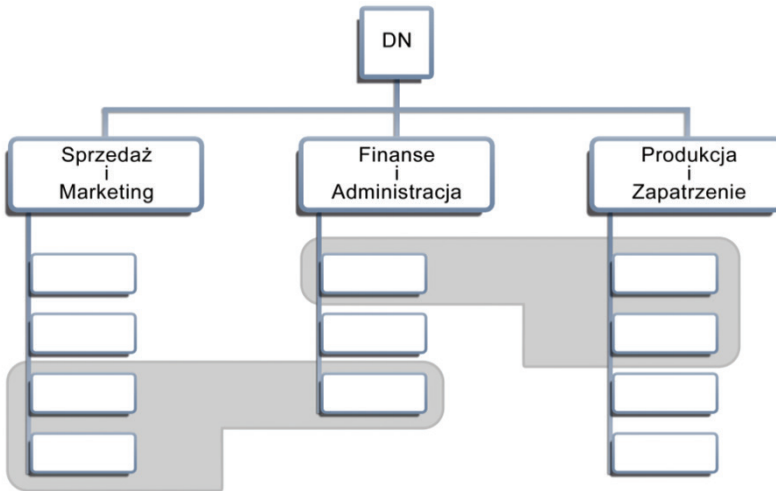 DN
Sprzedaż
i
Marketing
Finanse
i
Administracja
Produkcja
i
Zapatrzenie